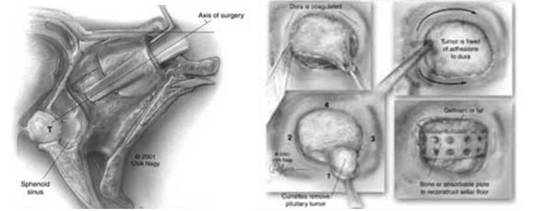 Axis of surgery
T
Sphenoid
sinus
© 2001
UVA Nagy
Dura is coagulated
Tumor is freed
of adhesions
to dura
4
2
3
1
Curettes remove
pituitary tumor
Gelfoam or fat
Bone or absorbable plate
to reconstruct sellar floor